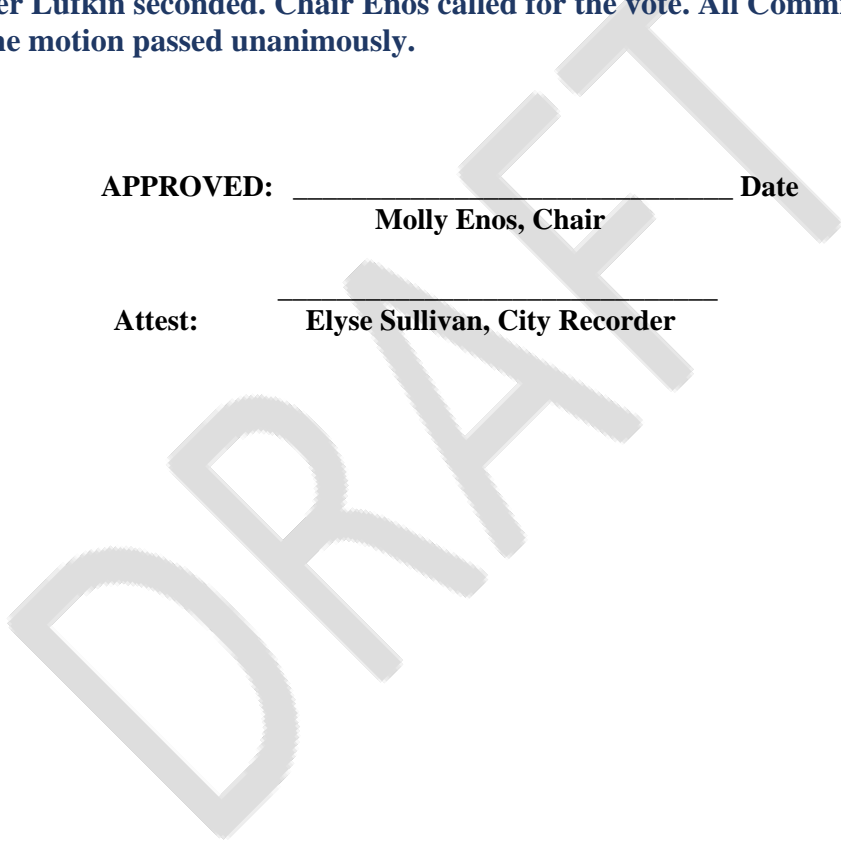 er Lufkin seconded. Chair Enos called for the vote. All Commi
he motion passed unanimously.
APPROVED: ______________________________ Date
Molly Enos, Chair
______________________________
Attest: Elyse Sullivan, City Recorder
DRAFT